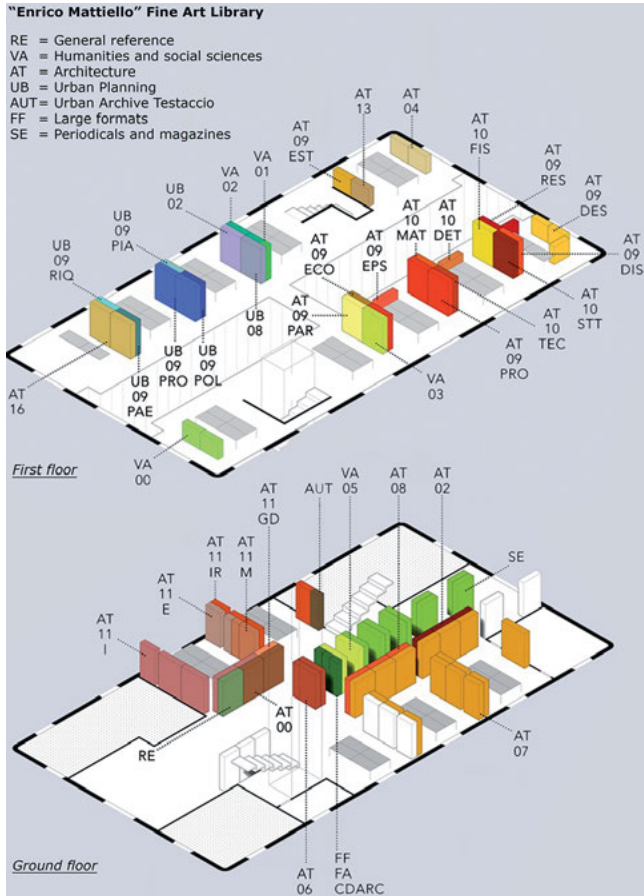 “Enrico Mattiello” Fine Art Library
RE = General reference
VA = Humanities and social sciences
AT = Architecture
UB = Urban Planning
AUT= Urban Archive Testaccio
FF = Large formats
SE = Periodicals and magazines
AT
04
AT
13
AT
09
EST
AT
10
FIS
AT
09
RES
AT
09
DES
VA
01
VA
02
UB
02
UB
09
PIA
UB
09
RIQ
AT
09
ECO
AT
09
EPS
AT
10
MAT
AT
10
DET
AT
09
DIS
AT
09
PAR
UB
08
AT
10
STT
AT
10
TEC
AT
09
PRO
UB
09
POL
UB
09
PRO
UB
09
PAE
VA
03
AT
16
VA
00
First floor
AT
11
GD
AUT
VA
05
AT
08
AT
02
SE
AT
11
IR
AT
11
M
AT
11
E
AT
11
I
AT
00
RE
AT
07
AT
06
FF
FA
CDARC
Ground floor